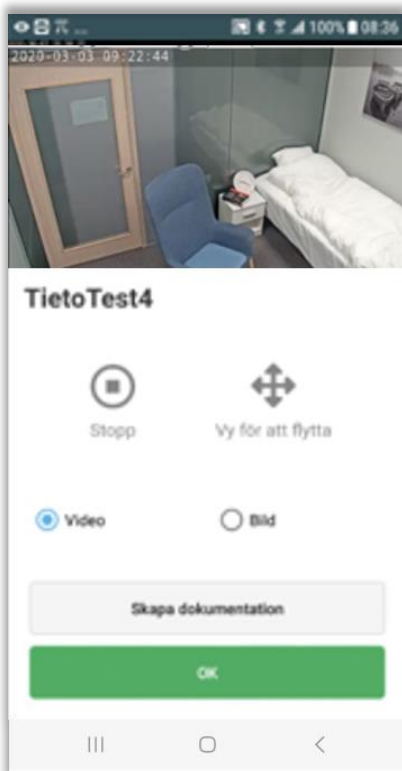 100% 08:36
2020-03-03 09:22:44
TietoTest4
Stopp
Vy för att flytta
Video
Bild
Skapa dokumentation
OK